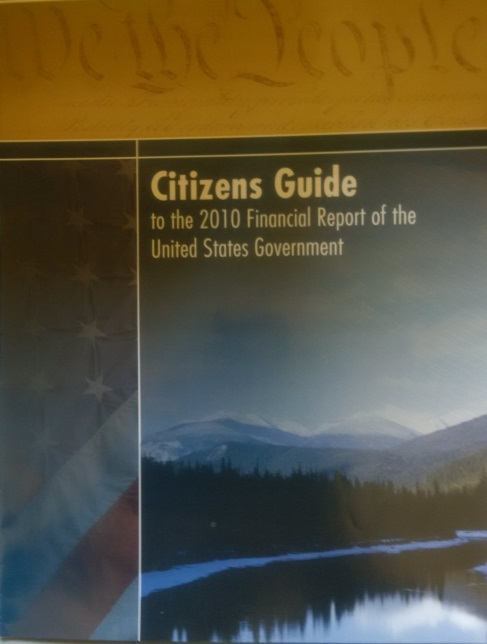 We the People
Citizens Guide
to the 2010 Financial Report of the
United States Government